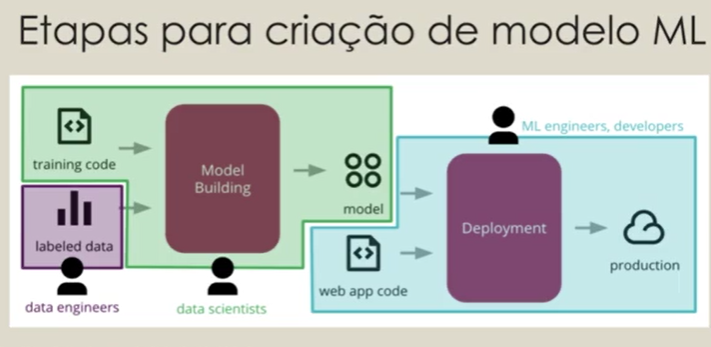 Etapas para criação de modelo ML
training code
Model
Building
model
labeled data
data engineers
data scientists
ML engineers, developers
Deployment
web app code
production